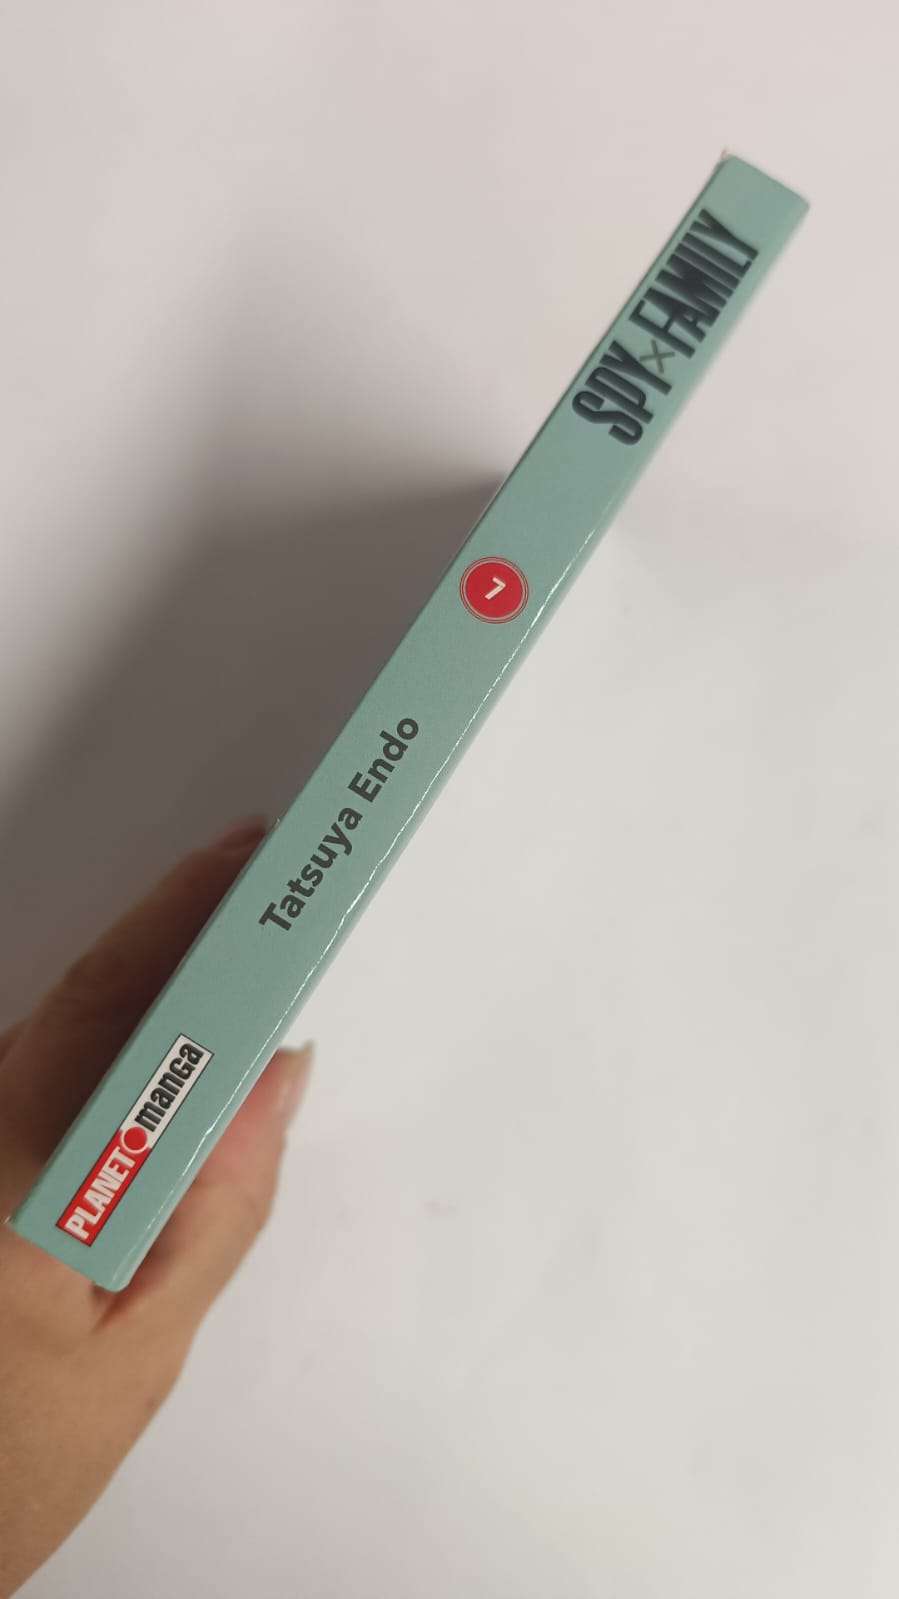 SPY×FAMILY
7
Tatsuya Endo
PLANET manga